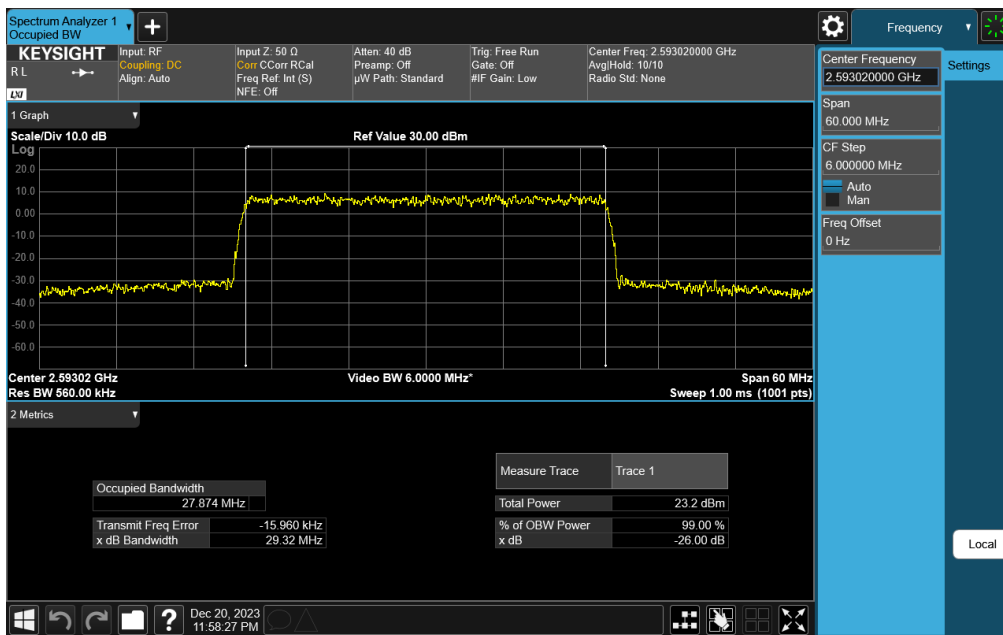 Spectrum Analyzer 1
Occupied BW
Frequency
KEYSIGHT
R L
LXI
Input: RF
Coupling: DC
Align: Auto
Input Z: 50 Ω
Corr CCorr RCal
Freq Ref: Int (S)
NFE: Off
Atten: 40 dB
Preamp: Off
µW Path: Standard
Trig: Free Run
Gate: Off
#IF Gain: Low
Center Freq: 2.593020000 GHz
Avg|Hold: 10/10
Radio Std: None
Center Frequency
2.593020000 GHz
Settings
Span
60.000 MHz
CF Step
6.000000 MHz
Auto
Man
Freq Offset
0 Hz
1 Graph
Scale/Div 10.0 dB
Ref Value 30.00 dBm
Log
20.0
10.0
0.00
-10.0
-20.0
-30.0
-40.0
-50.0
-60.0
Center 2.59302 GHz
Video BW 6.0000 MHz*
Span 60 MHz
Res BW 560.00 kHz
Sweep 1.00 ms (1001 pts)
2 Metrics
Measure Trace
Trace 1
Occupied Bandwidth
27.874 MHz
Total Power
23.2 dBm
Transmit Freq Error
-15.960 kHz
% of OBW Power
99.00 %
x dB Bandwidth
29.32 MHz
x dB
-26.00 dB
Local
?
Dec 20, 2023
11:58:27 PM